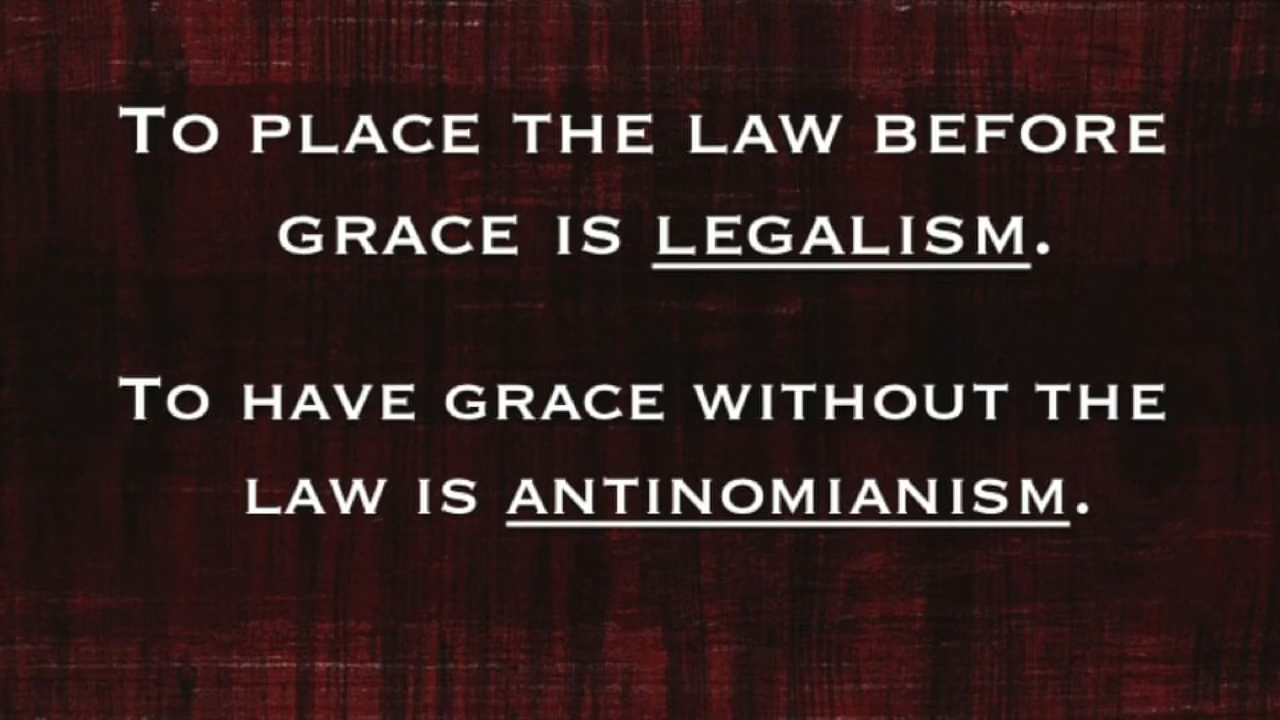 To place the law before
grace is legalism.
To have grace without the
law is antinomianism.